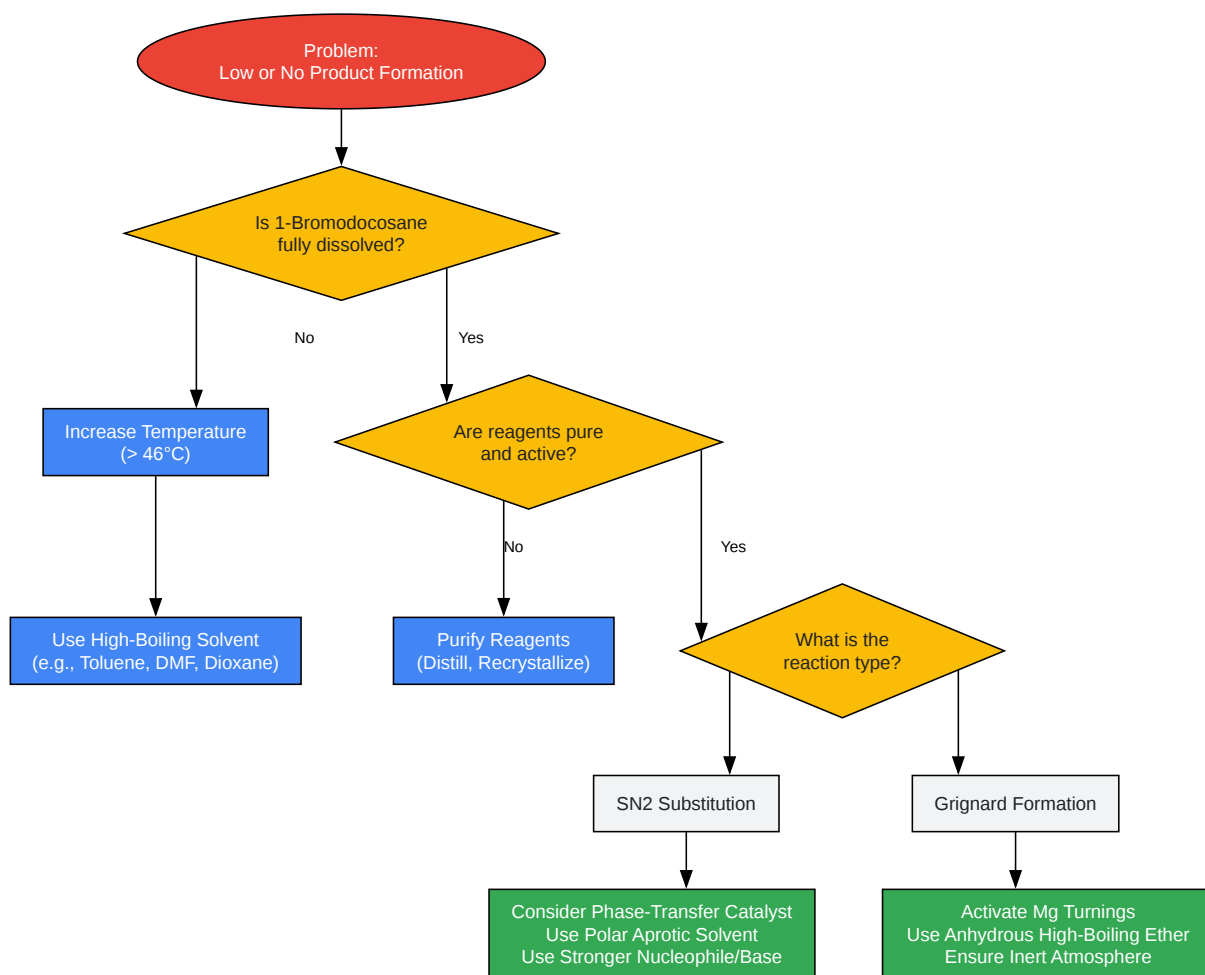 Problem:
Low or No Product Formation
Is 1-Bromodocosane
fully dissolved?
No
Yes
Increase Temperature
(> 46°C)
Are reagents pure
and active?
No
Yes
Use High-Boiling Solvent
(e.g., Toluene, DMF, Dioxane)
Purify Reagents
(Distill, Recrystallize)
What is the
reaction type?
SN2 Substitution
Grignard Formation
Consider Phase-Transfer Catalyst
Use Polar Aprotic Solvent
Use Stronger Nucleophile/Base
Activate Mg Turnings
Use Anhydrous High-Boiling Ether
Ensure Inert Atmosphere